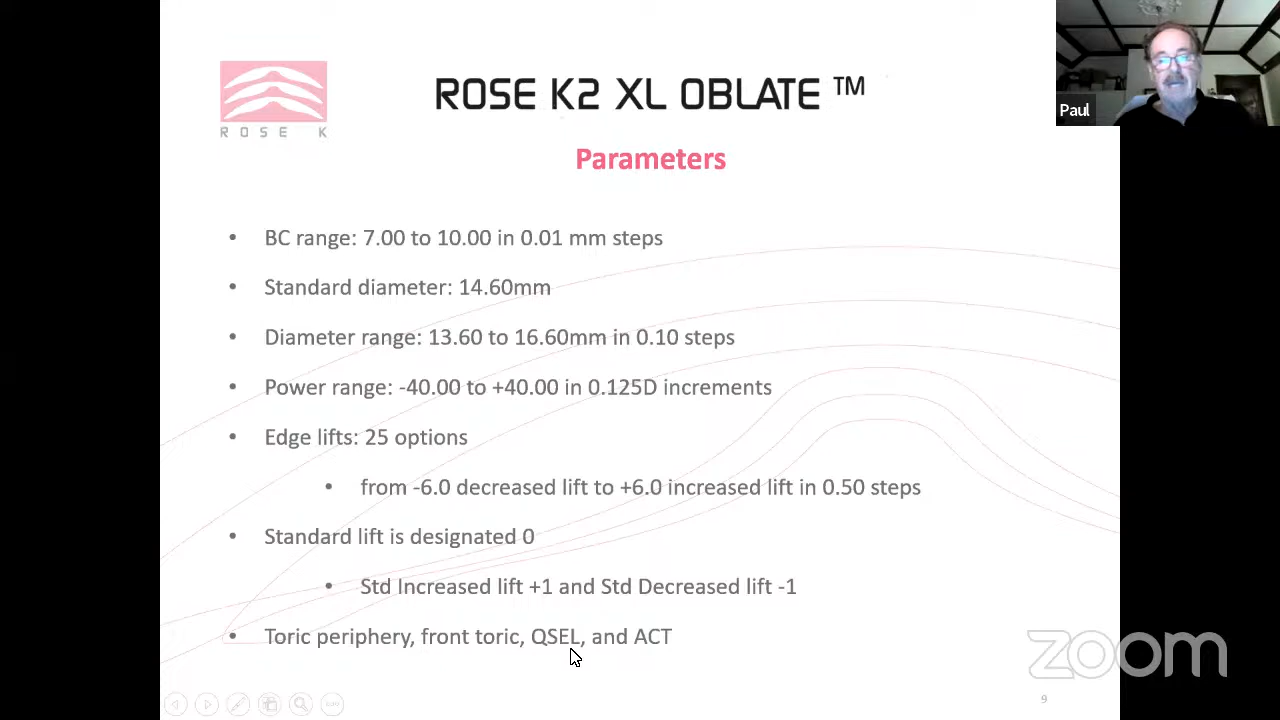 ROSE K
ROSE K2 XL OBLATE ™
Paul
Parameters
• BC range: 7.00 to 10.00 in 0.01 mm steps
• Standard diameter: 14.60mm
• Diameter range: 13.60 to 16.60mm in 0.10 steps
• Power range: -40.00 to +40.00 in 0.125D increments
• Edge lifts: 25 options
• from -6.0 decreased lift to +6.0 increased lift in 0.50 steps
• Standard lift is designated 0
• Std Increased lift +1 and Std Decreased lift -1
• Toric periphery, front toric, QSEL, and ACT
zoom
9